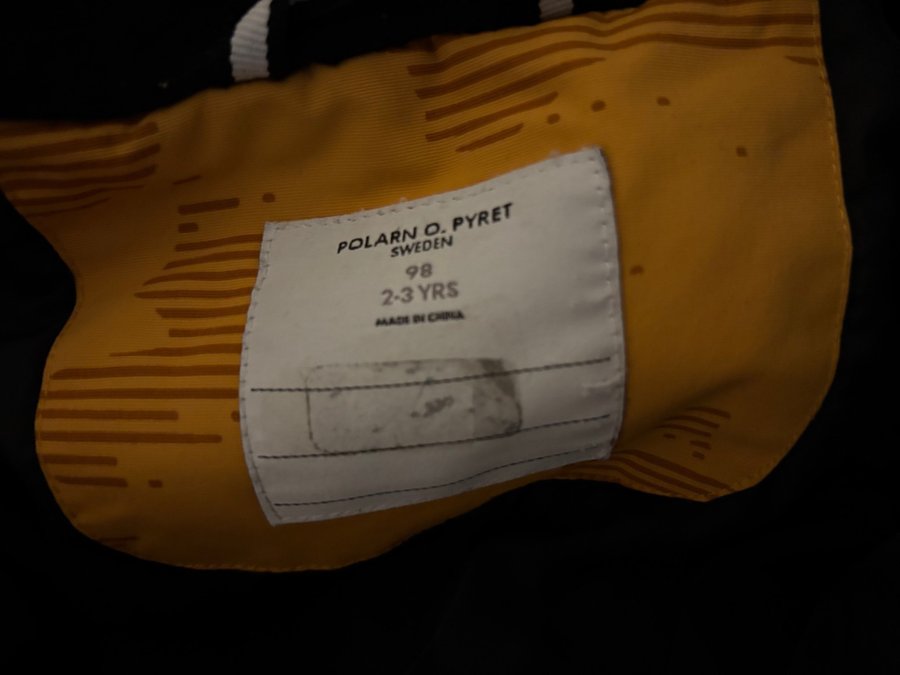 POLARN O. PYRET
SWEDEN
98
2-3 YRS
MADE IN CHINA